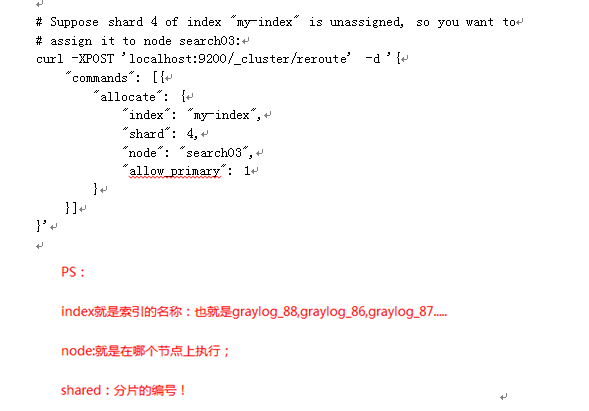 # Suppose shard 4 of index "my-index" is unassigned, so you want to
# assign it to node search03:
curl -XPOST 'localhost:9200/_cluster/reroute' -d '{
"commands": [{
"allocate": {
"index": "my-index",
"shard": 4,
"node": "search03",
"allow_primary": 1
}
}]
}'
PS：
index就是索引的名称：也就是graylog_88,graylog_86,graylog_87.....
node:就是在哪个节点上执行；
shared：分片的编号！